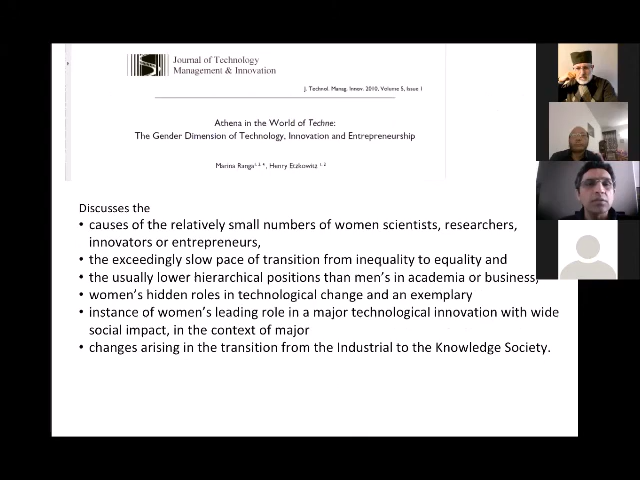 Journal of Technology
Management & Innovation
J. Technol. Manag. Innov. 2010, Volume 5, Issue 1
Athena in the World of Techne:
The Gender Dimension of Technology, Innovation and Entrepreneurship
Marina Ranga¹,²,*, Henry Etzkowitz ¹,²
Discusses the
• causes of the relatively small numbers of women scientists, researchers,
innovators or entrepreneurs,
• the exceedingly slow pace of transition from inequality to equality and
• the usually lower hierarchical positions than men's in academia or business,
• women's hidden roles in technological change and an exemplary
• instance of women's leading role in a major technological innovation with wide
social impact, in the context of major
• changes arising in the transition from the Industrial to the Knowledge Society.